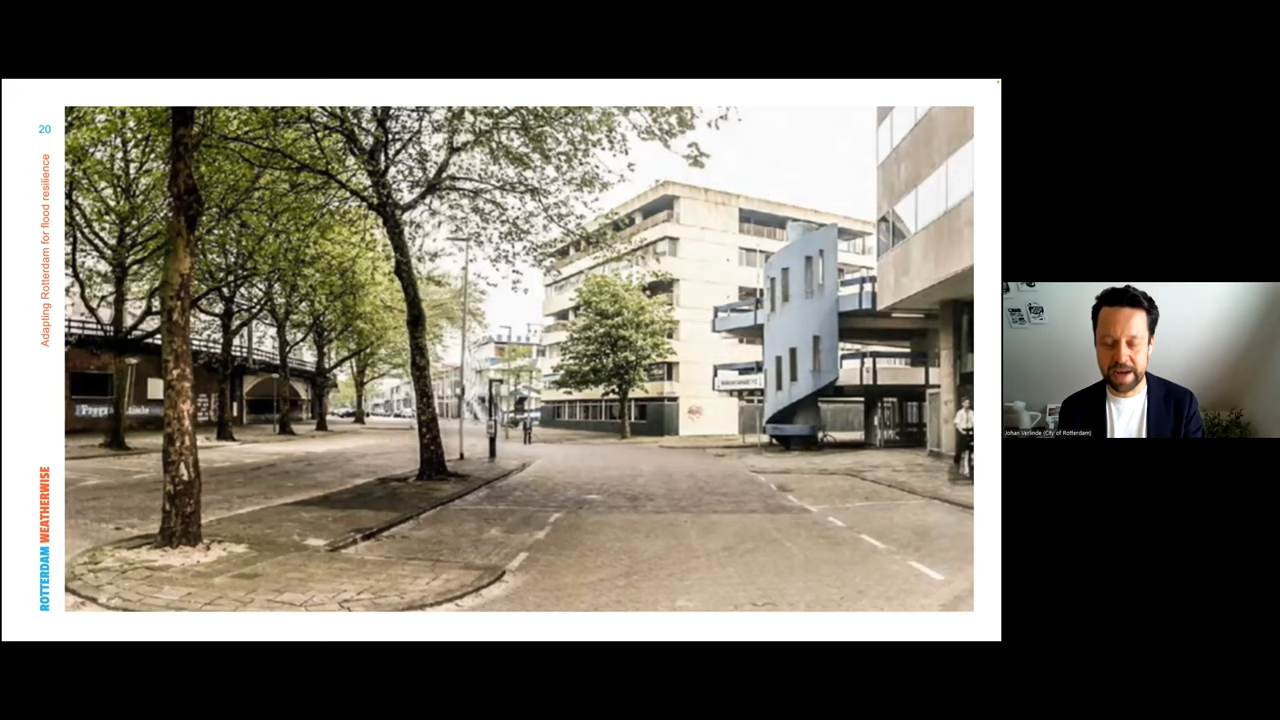 20
Adapting Rotterdam for flood resilience
ROTTERDAM WEATHERWISE
Johan Verlinde (City of Rotterdam)